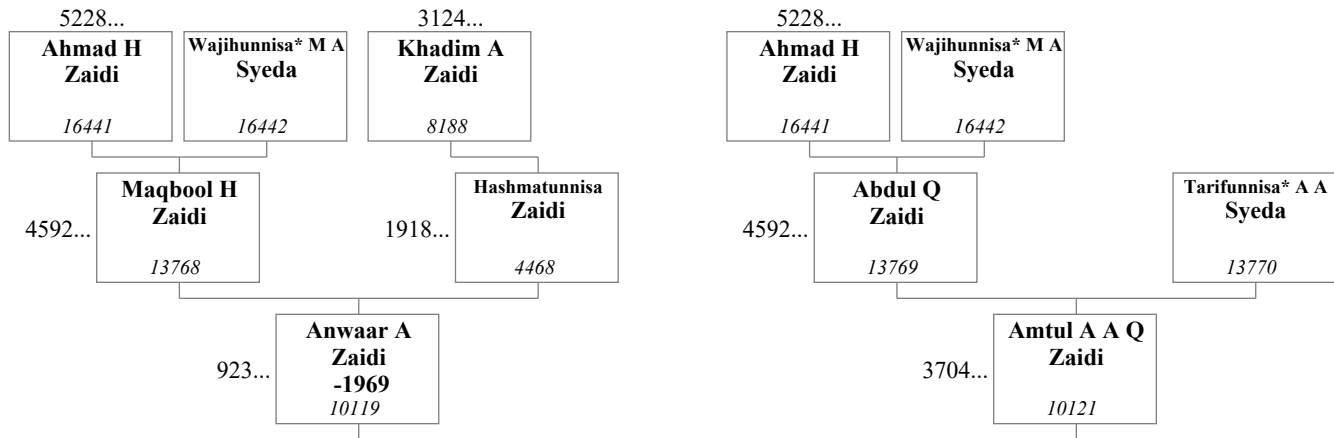 5228...
3124...
5228...
Ahmad H
Zaidi
16441
Wajihunnisa* M A
Syeda
16442
Khadim A
Zaidi
8188
Ahmad H
Zaidi
16441
Wajihunnisa* M A
Syeda
16442
4592...
Maqbool H
Zaidi
13768
1918...
Hashmatunnisa
Zaidi
4468
4592...
Abdul Q
Zaidi
13769
Tarifunnisa* A A
Syeda
13770
923...
Anwaar A
Zaidi
-1969
10119
3704...
Amtul A A Q
Zaidi
10121